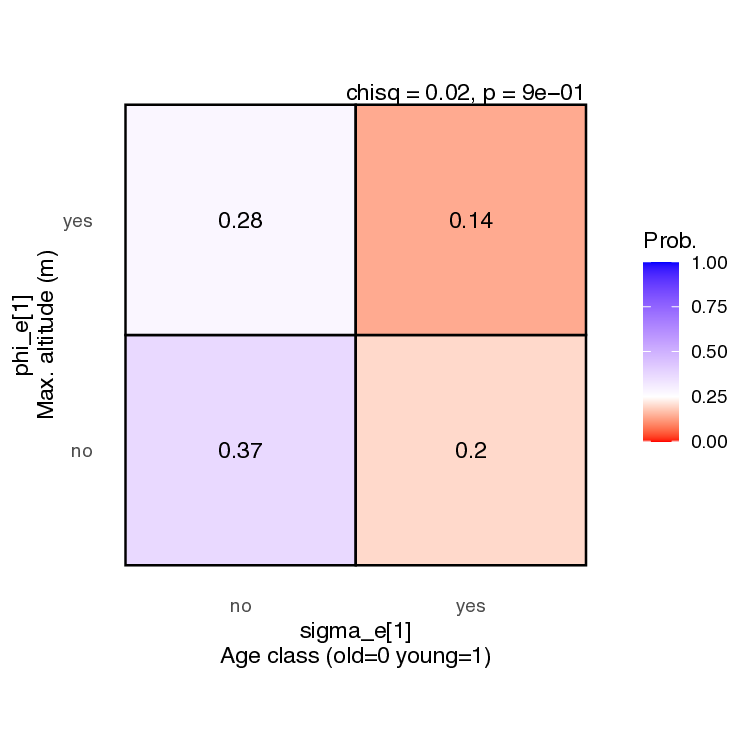 chisq = 0.02, p = 9e−01
yes
0.28
0.14
no
0.37
0.2
phi_e[1]
Max. altitude (m)
no
yes
sigma_e[1]
Age class (old=0 young=1)
Prob.
1.00
0.75
0.50
0.25
0.00